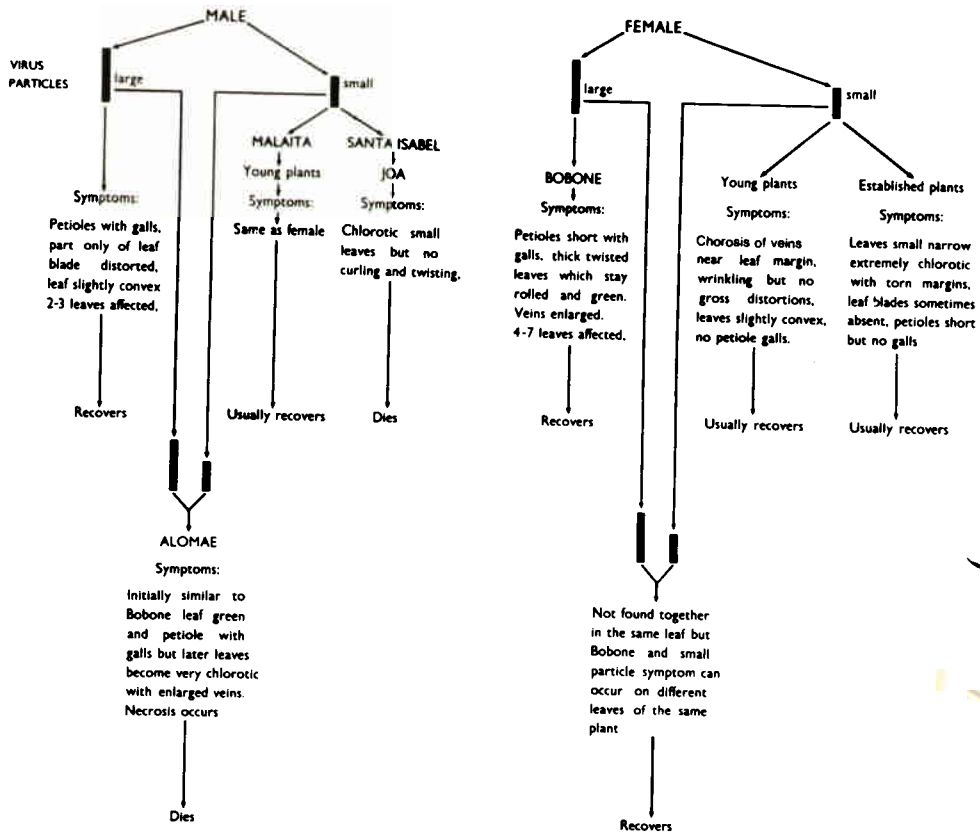 MALE
VIRUS
PARTICLES
large
small
MALAITA
Young plants
Symptoms:
Same as female
Usually recovers
SANTA ISABEL
JOA
Symptoms:
Chlorotic small
leaves but no
curling and twisting,
Dies
Symptoms:
Petioles with galls,
part only of leaf
blade distorted,
leaf slightly convex
2-3 leaves affected,
Recovers
ALOMAE
Symptoms:
Initially similar to
Bobone leaf green
and petiole with
galls but later leaves
become very chlorotic
with enlarged veins.
Necrosis occurs
Dies
FEMALE
large
small
BOBONE
Symptoms:
Petioles short with
galls, thick twisted
leaves which stay
rolled and green.
Veins enlarged.
4-7 leaves affected,
Recovers
Young plants
Symptoms:
Chorosis of veins
near leaf margin,
wrinkling but no
gross distortions,
leaves slightly convex,
no petiole galls.
Usually recovers
Established plants
Symptoms:
Leaves small narrow
extremely chlorotic
with torn margins,
leaf blades sometimes
absent, petioles short
but no galls
Usually recovers
Not found together
in the same leaf but
Bobone and small
particle symptom can
occur on different
leaves of the same
plant
Recovers